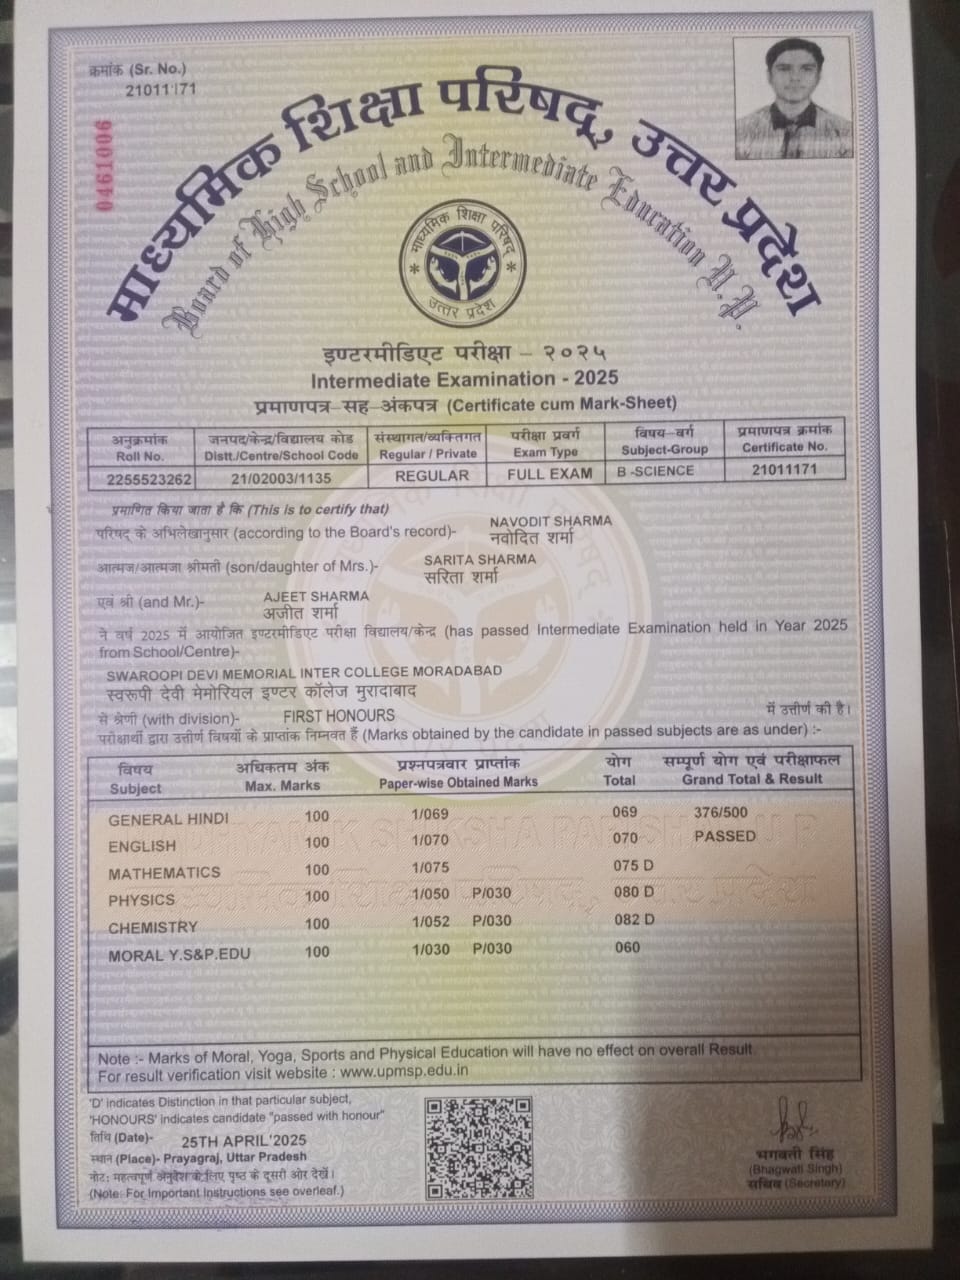 क्रमांक (Sr. No.)
21011171
0461006
माध्यमिक शिक्षा परिषद्, उत्तर प्रदेश
Board of High School and Intermediate Education U.P.
माध्यमिक शिक्षा परिषद्
उत्तर प्रदेश
इण्टरमीडिएट परीक्षा – २०२५
Intermediate Examination - 2025
प्रमाणपत्र–सह–अंकपत्र (Certificate cum Mark-Sheet)
अनुक्रमांक जनपद/केन्द्र/विद्यालय कोड संस्थागत/व्यक्तिगत परीक्षा प्रवर्ग विषय–वर्ग प्रमाणपत्र क्रमांक
Roll No. Distt./Centre/School Code Regular / Private Exam Type Subject-Group Certificate No.
2255523262 21/02003/1135 REGULAR FULL EXAM B -SCIENCE 21011171
प्रमाणित किया जाता है कि (This is to certify that)
परिषद् के अभिलेखानुसार (according to the Board's record)- NAVODIT SHARMA
नवोदित शर्मा
आत्मज/आत्मजा श्रीमती (son/daughter of Mrs.)- SARITA SHARMA
सरिता शर्मा
एवं श्री (and Mr.)- AJEET SHARMA
अजीत शर्मा
ने वर्ष 2025 में आयोजित इण्टरमीडिएट परीक्षा विद्यालय/केन्द्र (has passed Intermediate Examination held in Year 2025
from School/Centre)-
SWAROOPI DEVI MEMORIAL INTER COLLEGE MORADABAD
स्वरूपी देवी मेमोरियल इण्टर कॉलेज मुरादाबाद
से श्रेणी (with division)- FIRST HONOURS में उत्तीर्ण की है।
परीक्षार्थी द्वारा उत्तीर्ण विषयों के प्राप्तांक निम्नवत हैं (Marks obtained by the candidate in passed subjects are as under) :-
विषय अधिकतम अंक प्रश्नपत्रवार प्राप्तांक योग सम्पूर्ण योग एवं परीक्षाफल
Subject Max. Marks Paper-wise Obtained Marks Total Grand Total & Result
GENERAL HINDI 100 1/069 069 376/500
ENGLISH 100 1/070 070 PASSED
MATHEMATICS 100 1/075 075 D
PHYSICS 100 1/050 P/030 080 D
CHEMISTRY 100 1/052 P/030 082 D
MORAL Y.S&P.EDU 100 1/030 P/030 060
Note :- Marks of Moral, Yoga, Sports and Physical Education will have no effect on overall Result
For result verification visit website : www.upmsp.edu.in
'D' indicates Distinction in that particular subject,
'HONOURS' indicates candidate "passed with honour"
तिथि (Date)- 25TH APRIL'2025
स्थान (Place)- Prayagraj, Uttar Pradesh
नोट: महत्वपूर्ण अनुदेश के लिए पृष्ठ के दूसरी ओर देखें।
(Note: For Important Instructions see overleaf.)
भगवती सिंह
(Bhagwati Singh)
सचिव (Secretary)